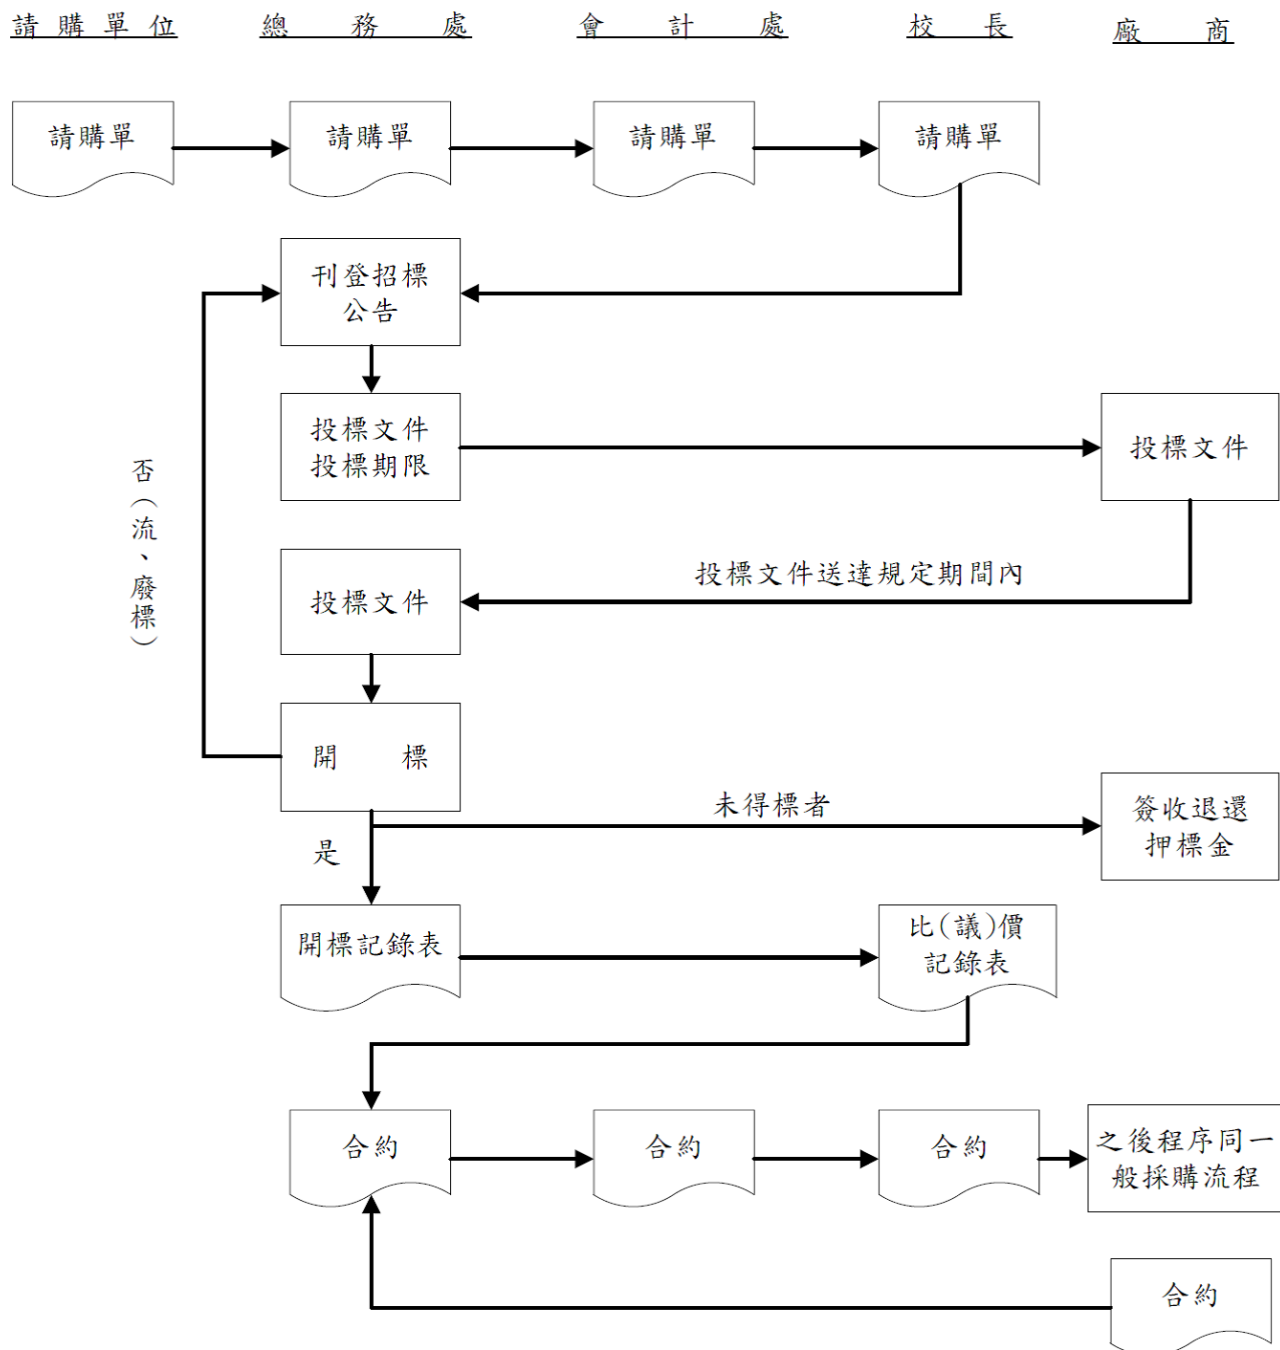 請購單位
總務處
會計處
校長
廠商
請購單
請購單
請購單
請購單
刊登招標
公告
投標文件
投標期限
投標文件
否(流、廢標)
投標文件送達規定期間內
投標文件
開標
未得標者
簽收退還
押標金
是
開標記錄表
比(議)價
記錄表
合約
合約
合約
之後程序同一
般採購流程
合約